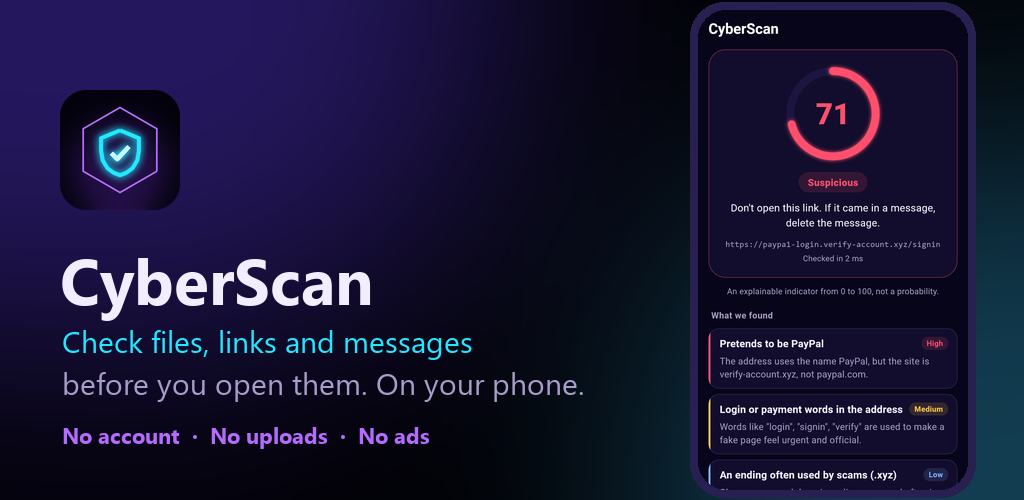 CyberScan
Check files, links and messages
before you open them. On your phone.
No account · No uploads · No ads
CyberScan
71
Suspicious
Don't open this link. If it came in a message,
delete the message.
https://paypa1-login.verify-account.xyz/signin
Checked in 2 ms
An explainable indicator from 0 to 100, not a probability.
What we found
Pretends to be PayPal High
The address uses the name PayPal, but the site is
verify-account.xyz, not paypal.com.
Login or payment words in the address Medium
Words like "login", "signin", "verify" are used to make a
fake page feel urgent and official.
An ending often used by scams (.xyz) Low